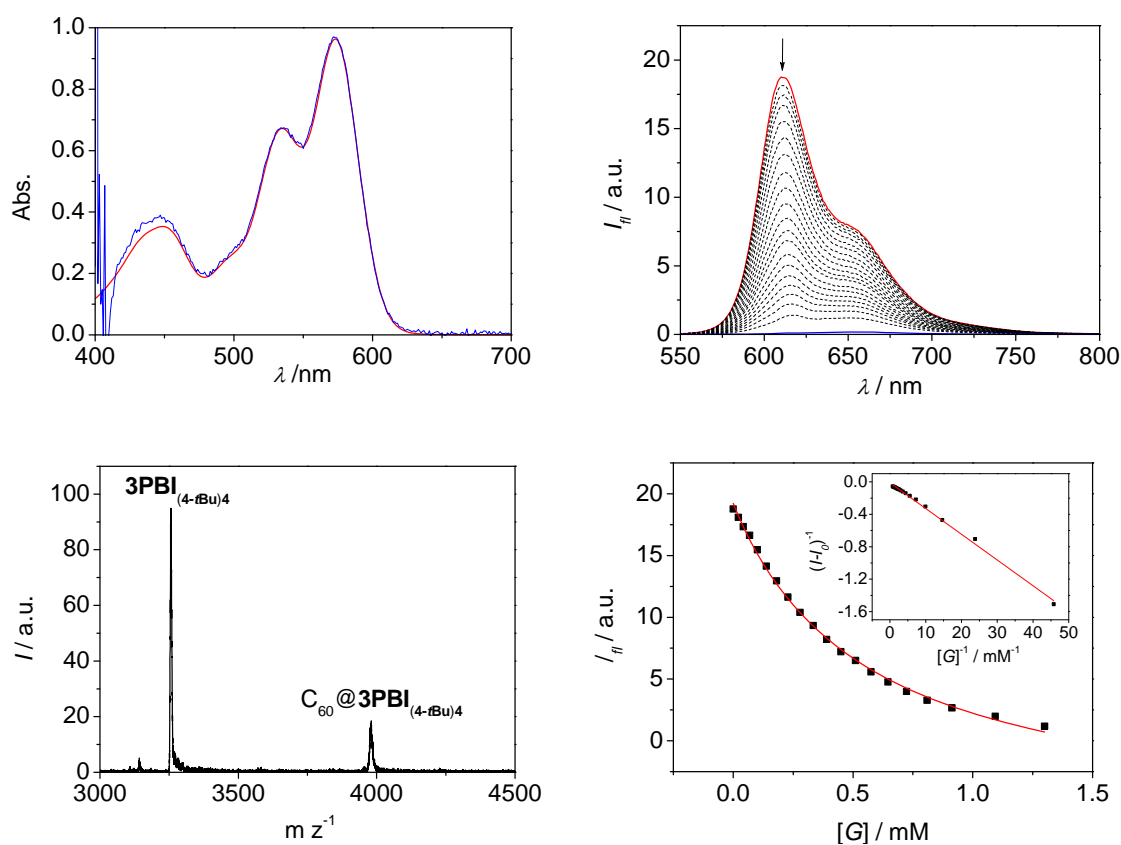 1.0
0.8
0.6
0.4
0.2
0.0
Abs.
400 500 600 700
λ /nm
20
15
10
5
0
I_fl / a.u.
550 600 650 700 750 800
λ / nm
100
80
60
40
20
0
I / a.u.
3PBI(4-tBu)4
C60@3PBI(4-tBu)4
3000 3500 4000 4500
m z⁻¹
20
15
10
5
0
I_fl / a.u.
0.0 0.5 1.0 1.5
[G] / mM
0.0
-0.4
-0.8
-1.2
-1.6
(I-I₀)⁻¹
0 10 20 30 40 50
[G]⁻¹ / mM⁻¹